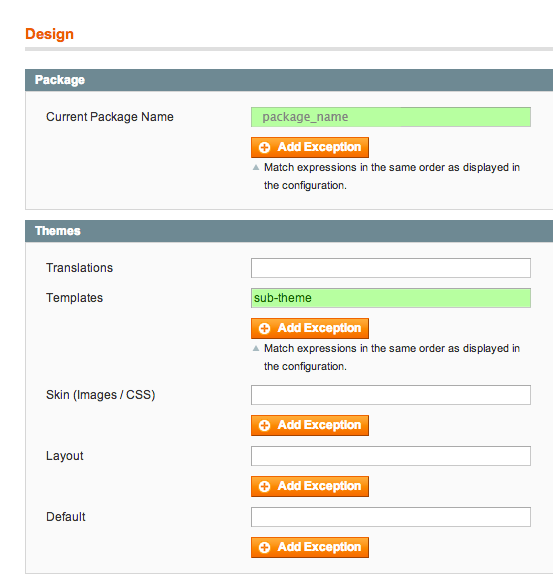 Design
Package
Current Package Name
package_name
Add Exception
Match expressions in the same order as displayed in
the configuration.
Themes
Translations
Templates
sub-theme
Add Exception
Match expressions in the same order as displayed in
the configuration.
Skin (Images / CSS)
Add Exception
Layout
Add Exception
Default
Add Exception